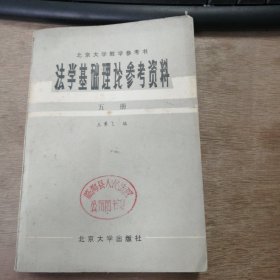 北京大学教学参考书
法学基础理论参考资料
五册
编
北京大学出版社